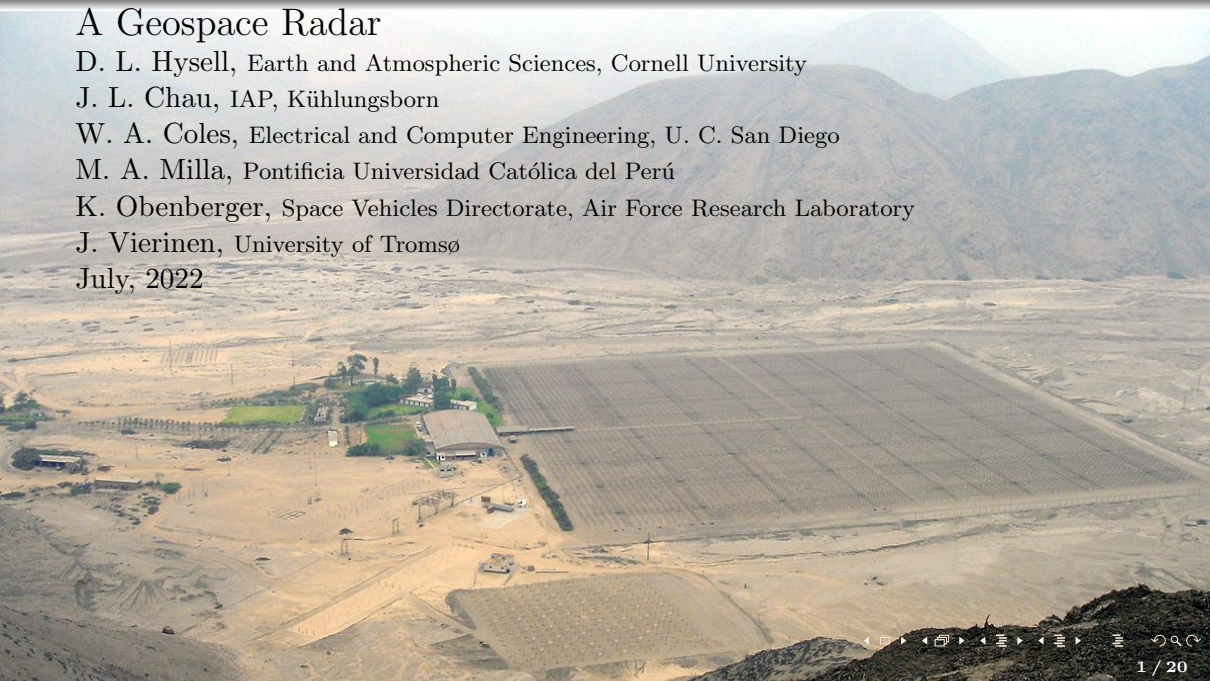 A Geospace Radar
D. L. Hysell, Earth and Atmospheric Sciences, Cornell University
J. L. Chau, IAP, Kühlungsborn
W. A. Coles, Electrical and Computer Engineering, U. C. San Diego
M. A. Milla, Pontificia Universidad Católica del Perú
K. Obenberger, Space Vehicles Directorate, Air Force Research Laboratory
J. Vierinen, University of Tromsø
July, 2022
1 / 20